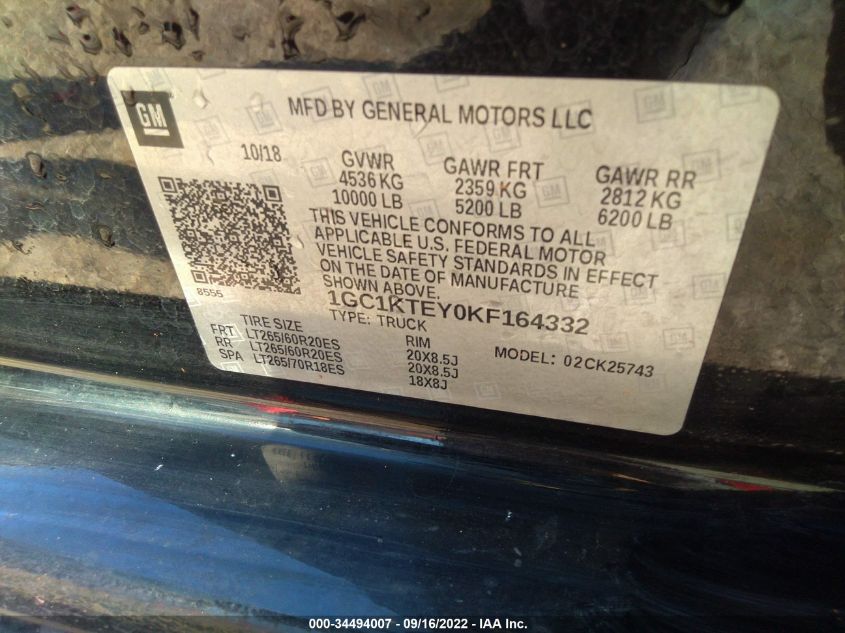 GM
MFD BY GENERAL MOTORS LLC
10/18
GVWR
4536 KG
10000 LB
GAWR FRT
2359 KG
5200 LB
GAWR RR
2812 KG
6200 LB
THIS VEHICLE CONFORMS TO ALL
APPLICABLE U.S. FEDERAL MOTOR
VEHICLE SAFETY STANDARDS IN EFFECT
ON THE DATE OF MANUFACTURE
SHOWN ABOVE.
8555
1GC1KTEY0KF164332
TYPE: TRUCK
TIRE SIZE RIM
FRT LT265/60R20ES 20X8.5J
RR LT265/60R20ES 20X8.5J
SPA LT265/70R18ES 18X8J
MODEL: 02CK25743
000-34494007 - 09/16/2022 - IAA Inc.